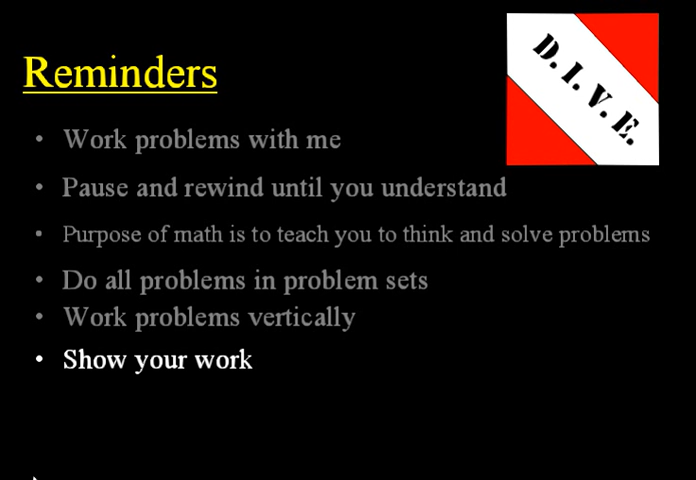 Reminders
D. I. V. E.
• Work problems with me
• Pause and rewind until you understand
• Purpose of math is to teach you to think and solve problems
• Do all problems in problem sets
• Work problems vertically
• Show your work